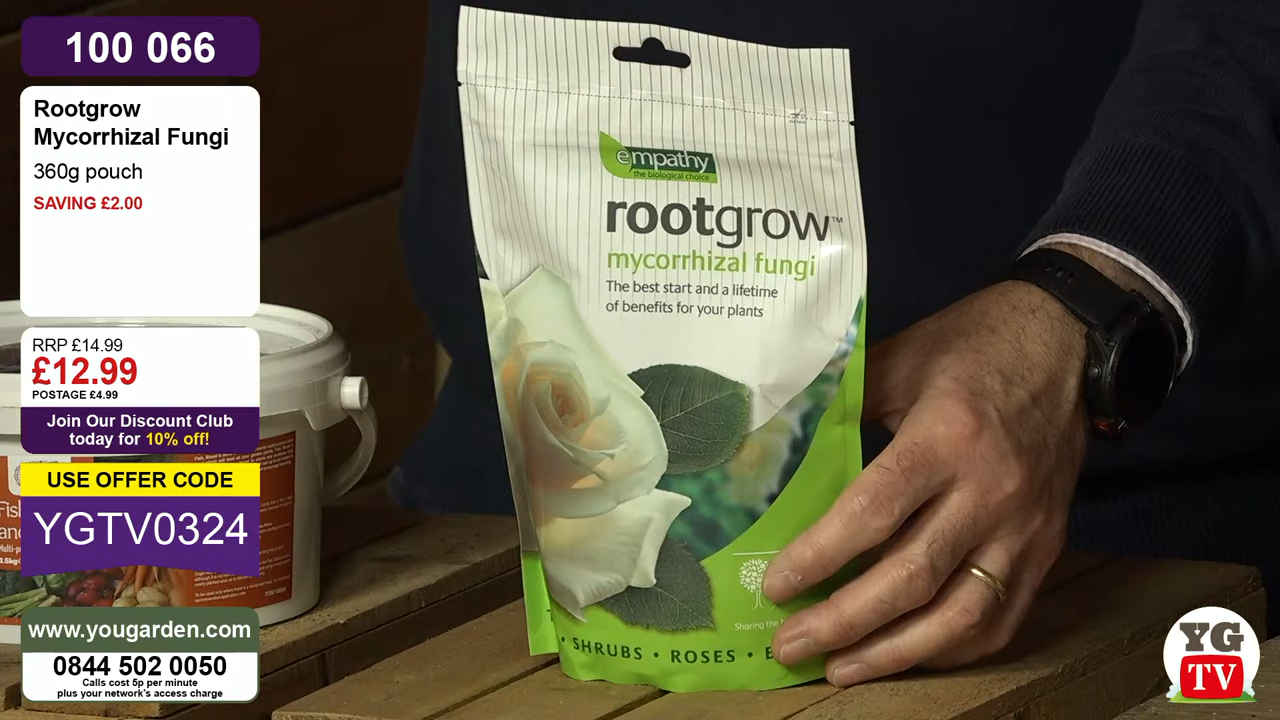 100 066
Rootgrow
Mycorrhizal Fungi
360g pouch
SAVING £2.00
RRP £14.99
£12.99
POSTAGE £4.99
Join Our Discount Club
today for 10% off!
USE OFFER CODE
YGTV0324
www.yougarden.com
0844 502 0050
Calls cost 5p per minute
plus your network's access charge
empathy
the biological choice
rootgrow™
mycorrhizal fungi
The best start and a lifetime
of benefits for your plants
Sharing the
• SHRUBS • ROSES •
YG
TV